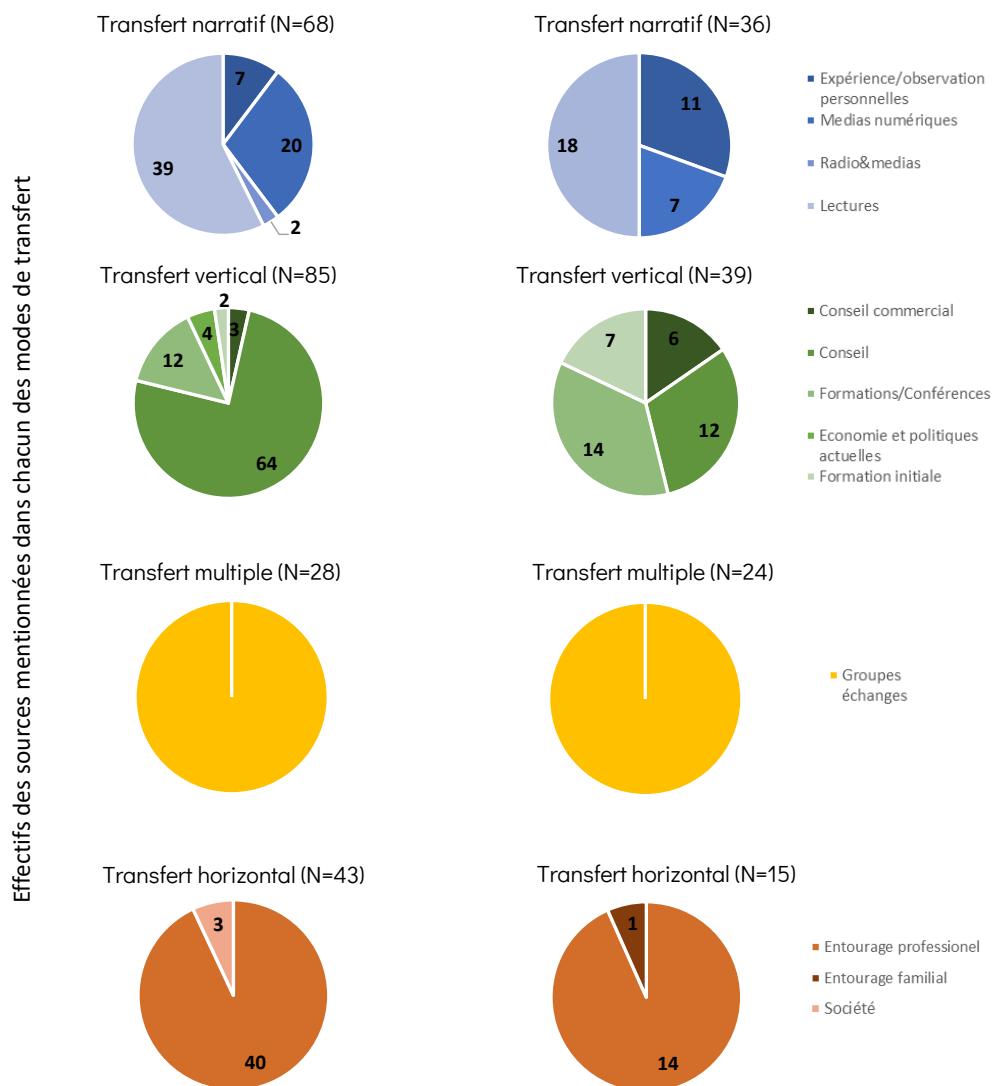 Effectifs des sources mentionnées dans chacun des modes de transfert
Transfert narratif (N=68)
7
20
2
39
Transfert narratif (N=36)
11
7
18
Expérience/observation
personnelles
Medias numériques
Radio&medias
Lectures
Transfert vertical (N=85)
2
3
4
12
64
Transfert vertical (N=39)
7
6
12
14
Conseil commercial
Conseil
Formations/Conférences
Economie et politiques
actuelles
Formation initiale
Transfert multiple (N=28)
Transfert multiple (N=24)
Groupes
échanges
Transfert horizontal (N=43)
3
40
Transfert horizontal (N=15)
1
14
Entourage professionel
Entourage familial
Société